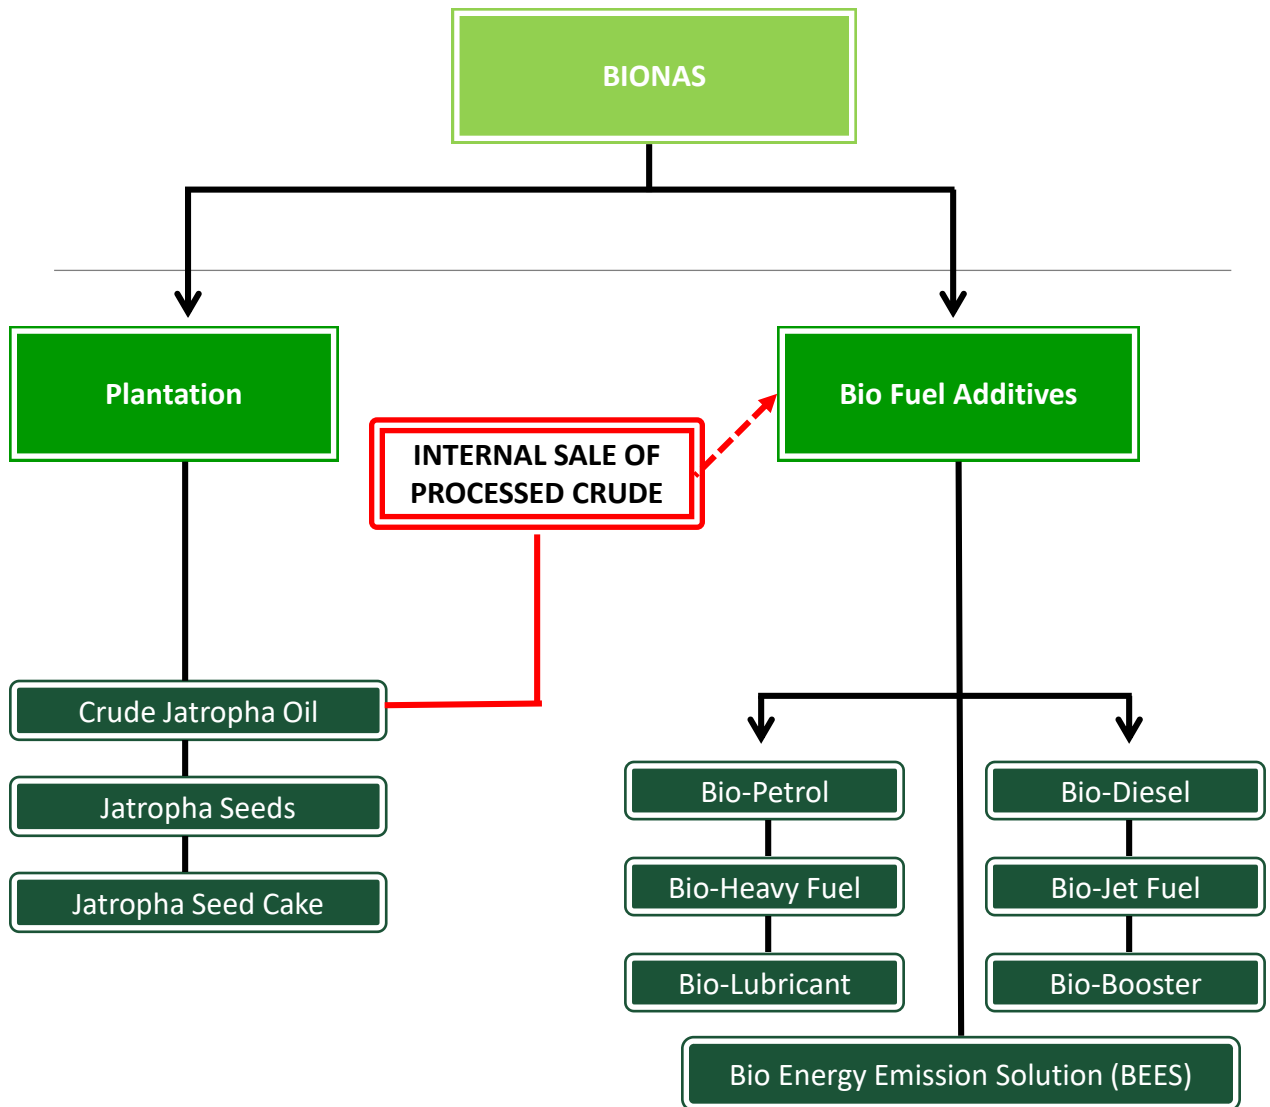 BIONAS
Plantation
Bio Fuel Additives
INTERNAL SALE OF
PROCESSED CRUDE
Crude Jatropha Oil
Jatropha Seeds
Jatropha Seed Cake
Bio-Petrol
Bio-Diesel
Bio-Heavy Fuel
Bio-Jet Fuel
Bio-Lubricant
Bio-Booster
Bio Energy Emission Solution (BEES)